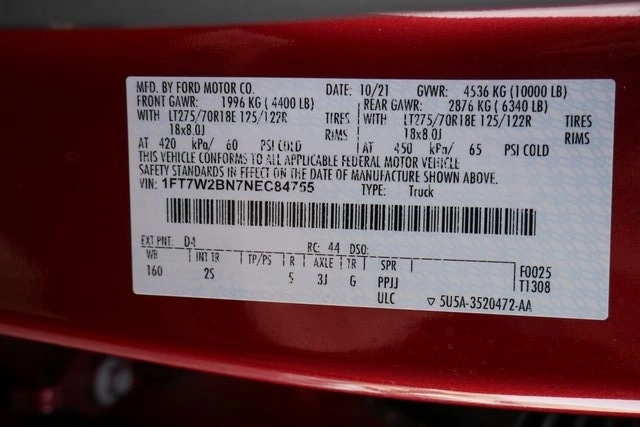 MFD. BY FORD MOTOR CO. DATE: 10/21 GVWR: 4536 KG (10000 LB)
FRONT GAWR: 1996 KG ( 4400 LB) REAR GAWR: 2876 KG ( 6340 LB)
WITH LT275/70R18E 125/122R TIRES WITH LT275/70R18E 125/122R TIRES
18x8.0J RIMS 18x8.0J RIMS
AT 420 kPa/ 60 PSI COLD AT 450 kPa/ 65 PSI COLD
THIS VEHICLE CONFORMS TO ALL APPLICABLE FEDERAL MOTOR VEHICLE
SAFETY STANDARDS IN EFFECT ON THE DATE OF MANUFACTURE SHOWN ABOVE.
VIN: 1FT7W2BN7NEC84755 TYPE: Truck
EXT PNT: D4 RC: 44 DSO:
WB INT TR TP/PS R AXLE TR SPR F0025
160 2S 5 3J G PPJJ T1308
ULC ▽ 5U5A-3520472-AA